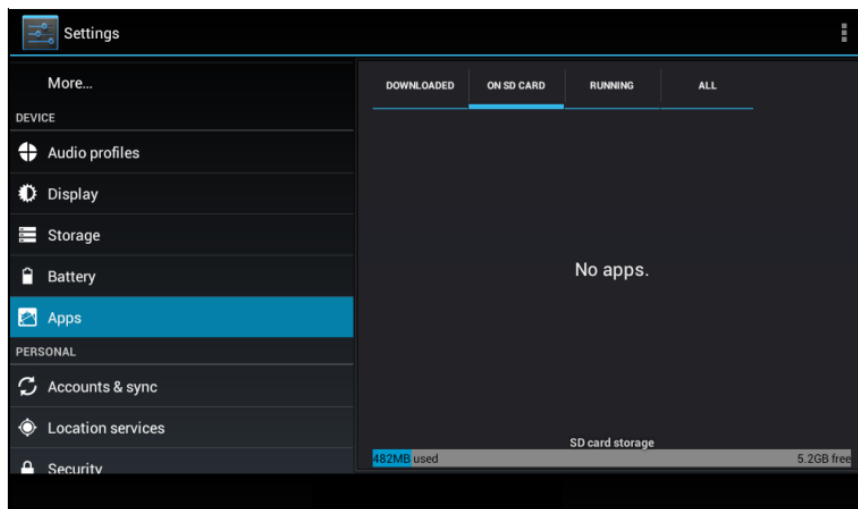 Settings
More...
DEVICE
Audio profiles
Display
Storage
Battery
Apps
PERSONAL
Accounts & sync
Location services
Security
DOWNLOADED ON SD CARD RUNNING ALL
No apps.
SD card storage
482MB used 5.2GB free